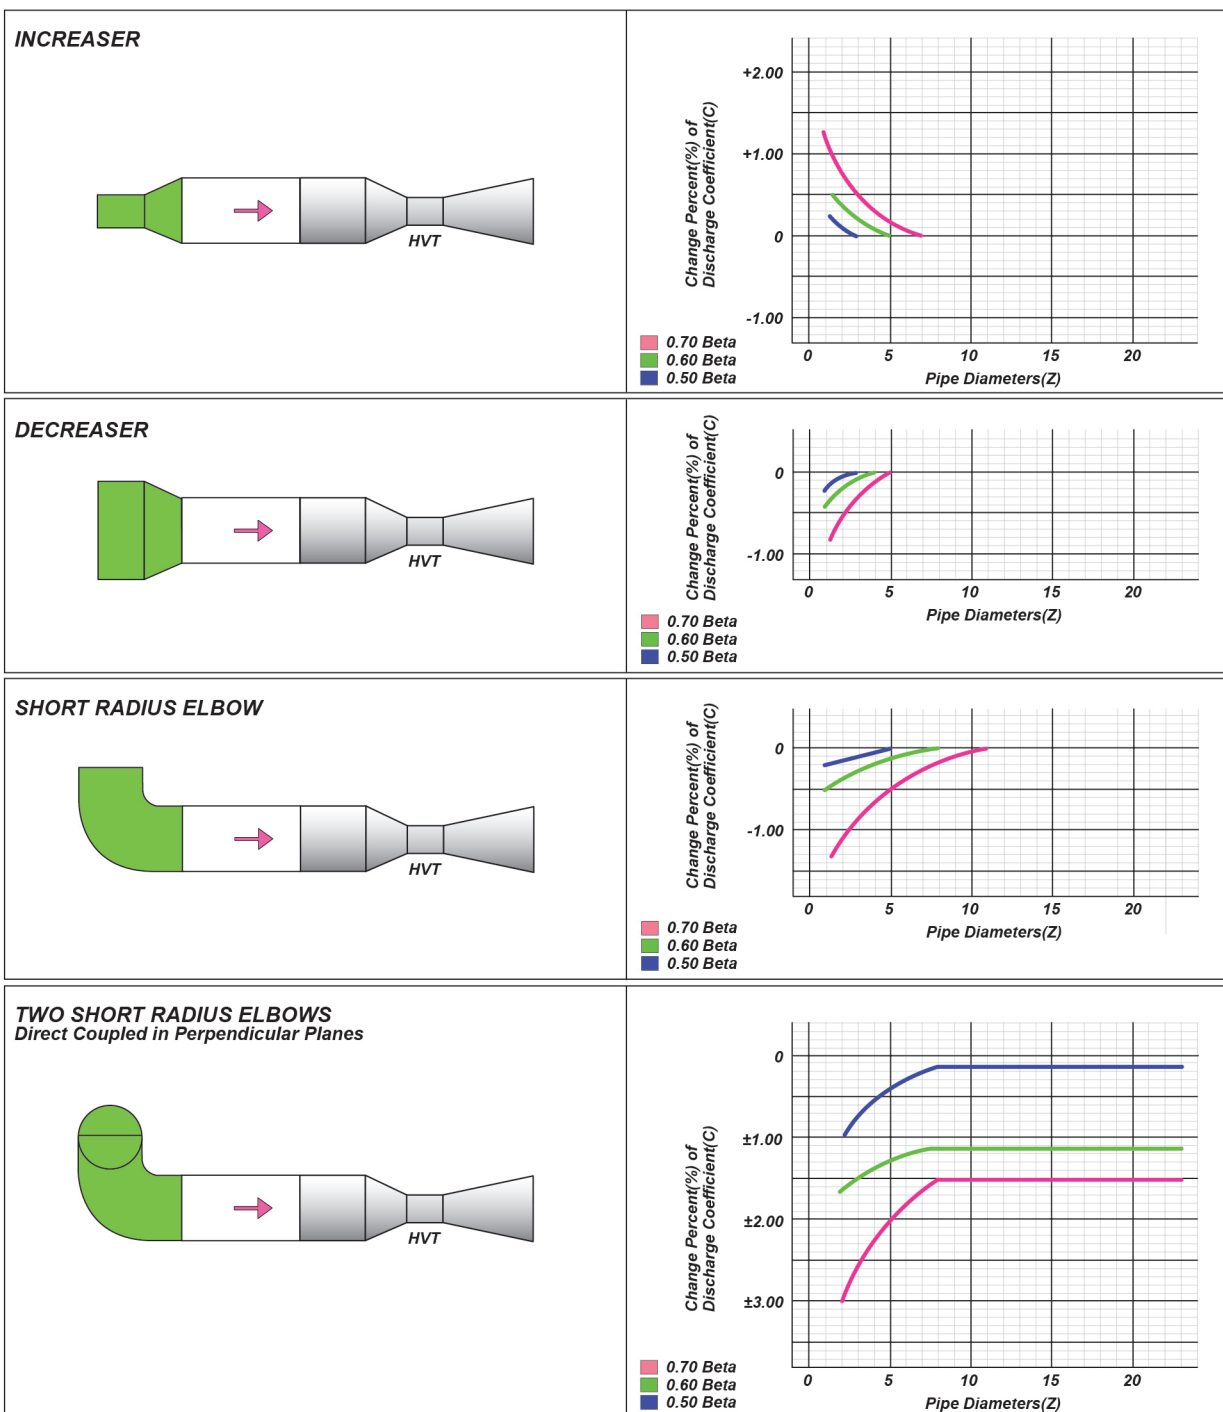 INCREASER
HVT
Change Percent(%) of
Discharge Coefficient(C)
+2.00
+1.00
0
-1.00
0 5 10 15 20
Pipe Diameters(Z)
0.70 Beta
0.60 Beta
0.50 Beta
DECREASER
HVT
Change Percent(%) of
Discharge Coefficient(C)
0
-1.00
0 5 10 15 20
Pipe Diameters(Z)
0.70 Beta
0.60 Beta
0.50 Beta
SHORT RADIUS ELBOW
HVT
Change Percent(%) of
Discharge Coefficient(C)
0
-1.00
0 5 10 15 20
Pipe Diameters(Z)
0.70 Beta
0.60 Beta
0.50 Beta
TWO SHORT RADIUS ELBOWS
Direct Coupled in Perpendicular Planes
HVT
Change Percent(%) of
Discharge Coefficient(C)
0
±1.00
±2.00
±3.00
0 5 10 15 20
Pipe Diameters(Z)
0.70 Beta
0.60 Beta
0.50 Beta